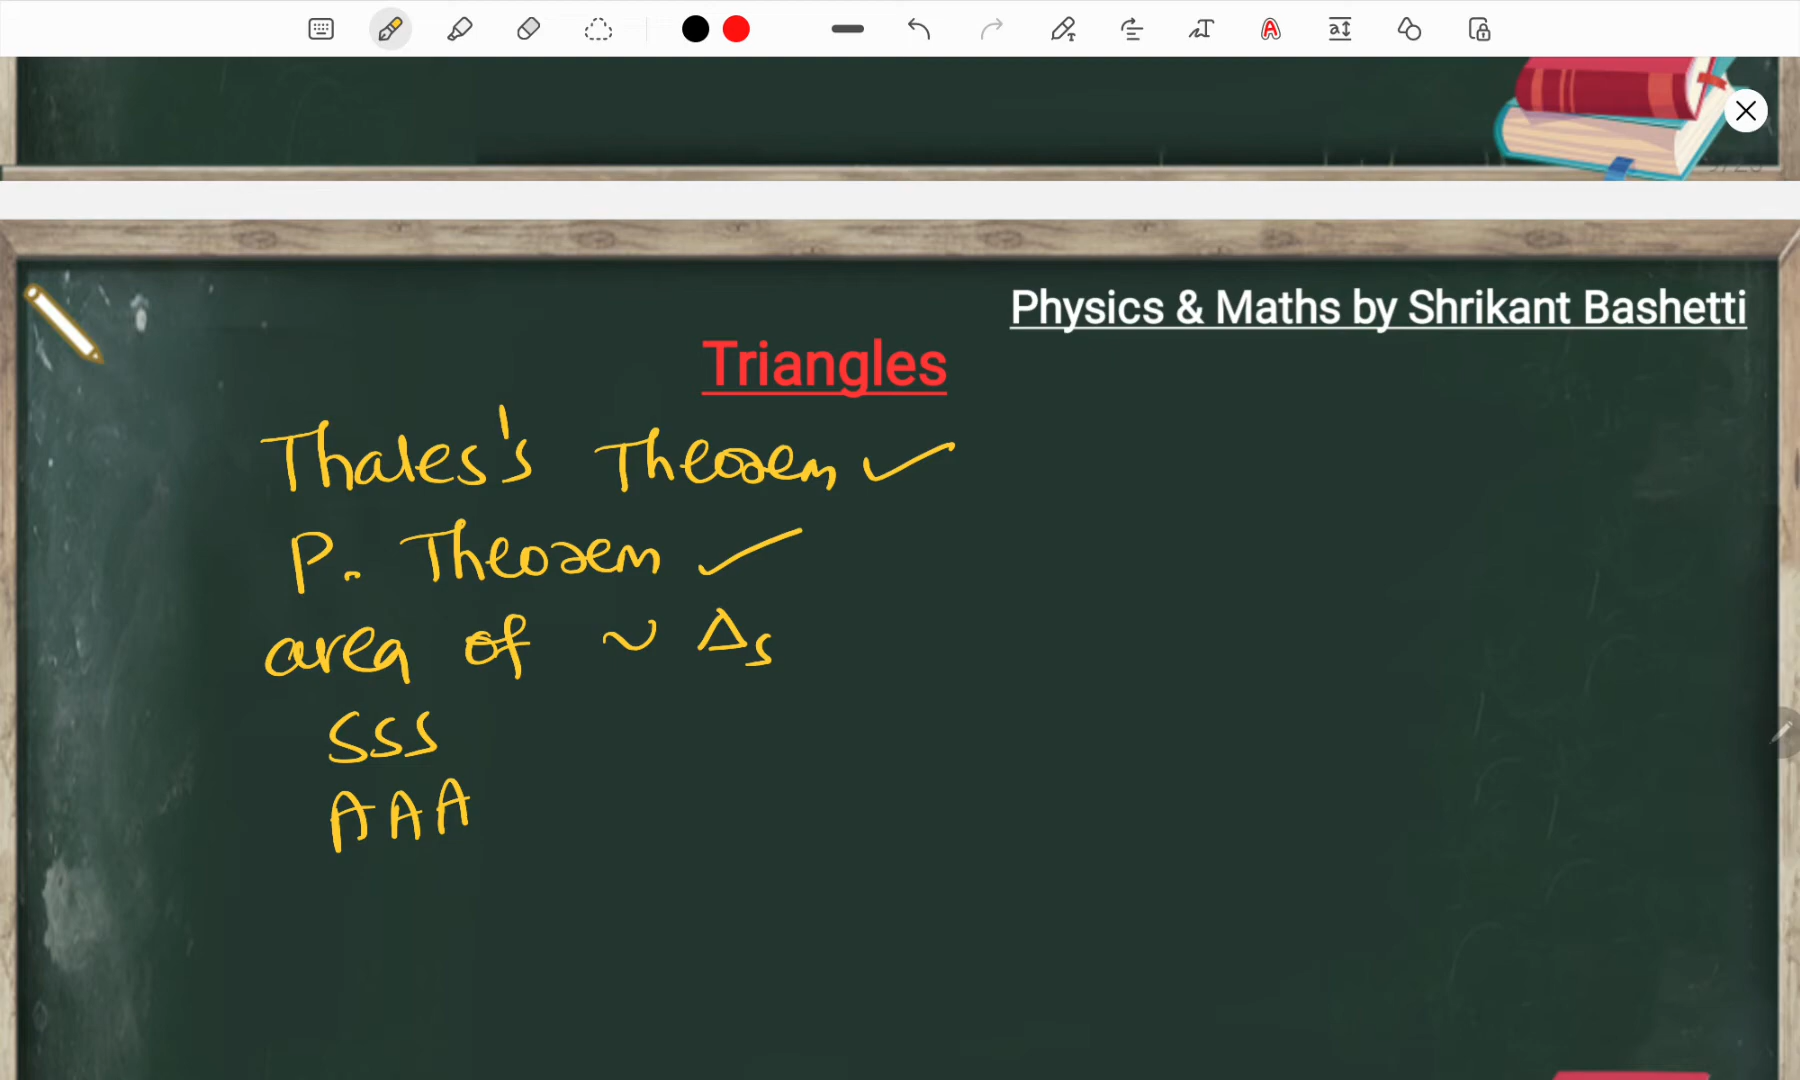 Physics & Maths by Shrikant Bashetti
Triangles
Thales's Theorem ✓
P. Theorem ✓
area of ~ Δs
SSS
AAA